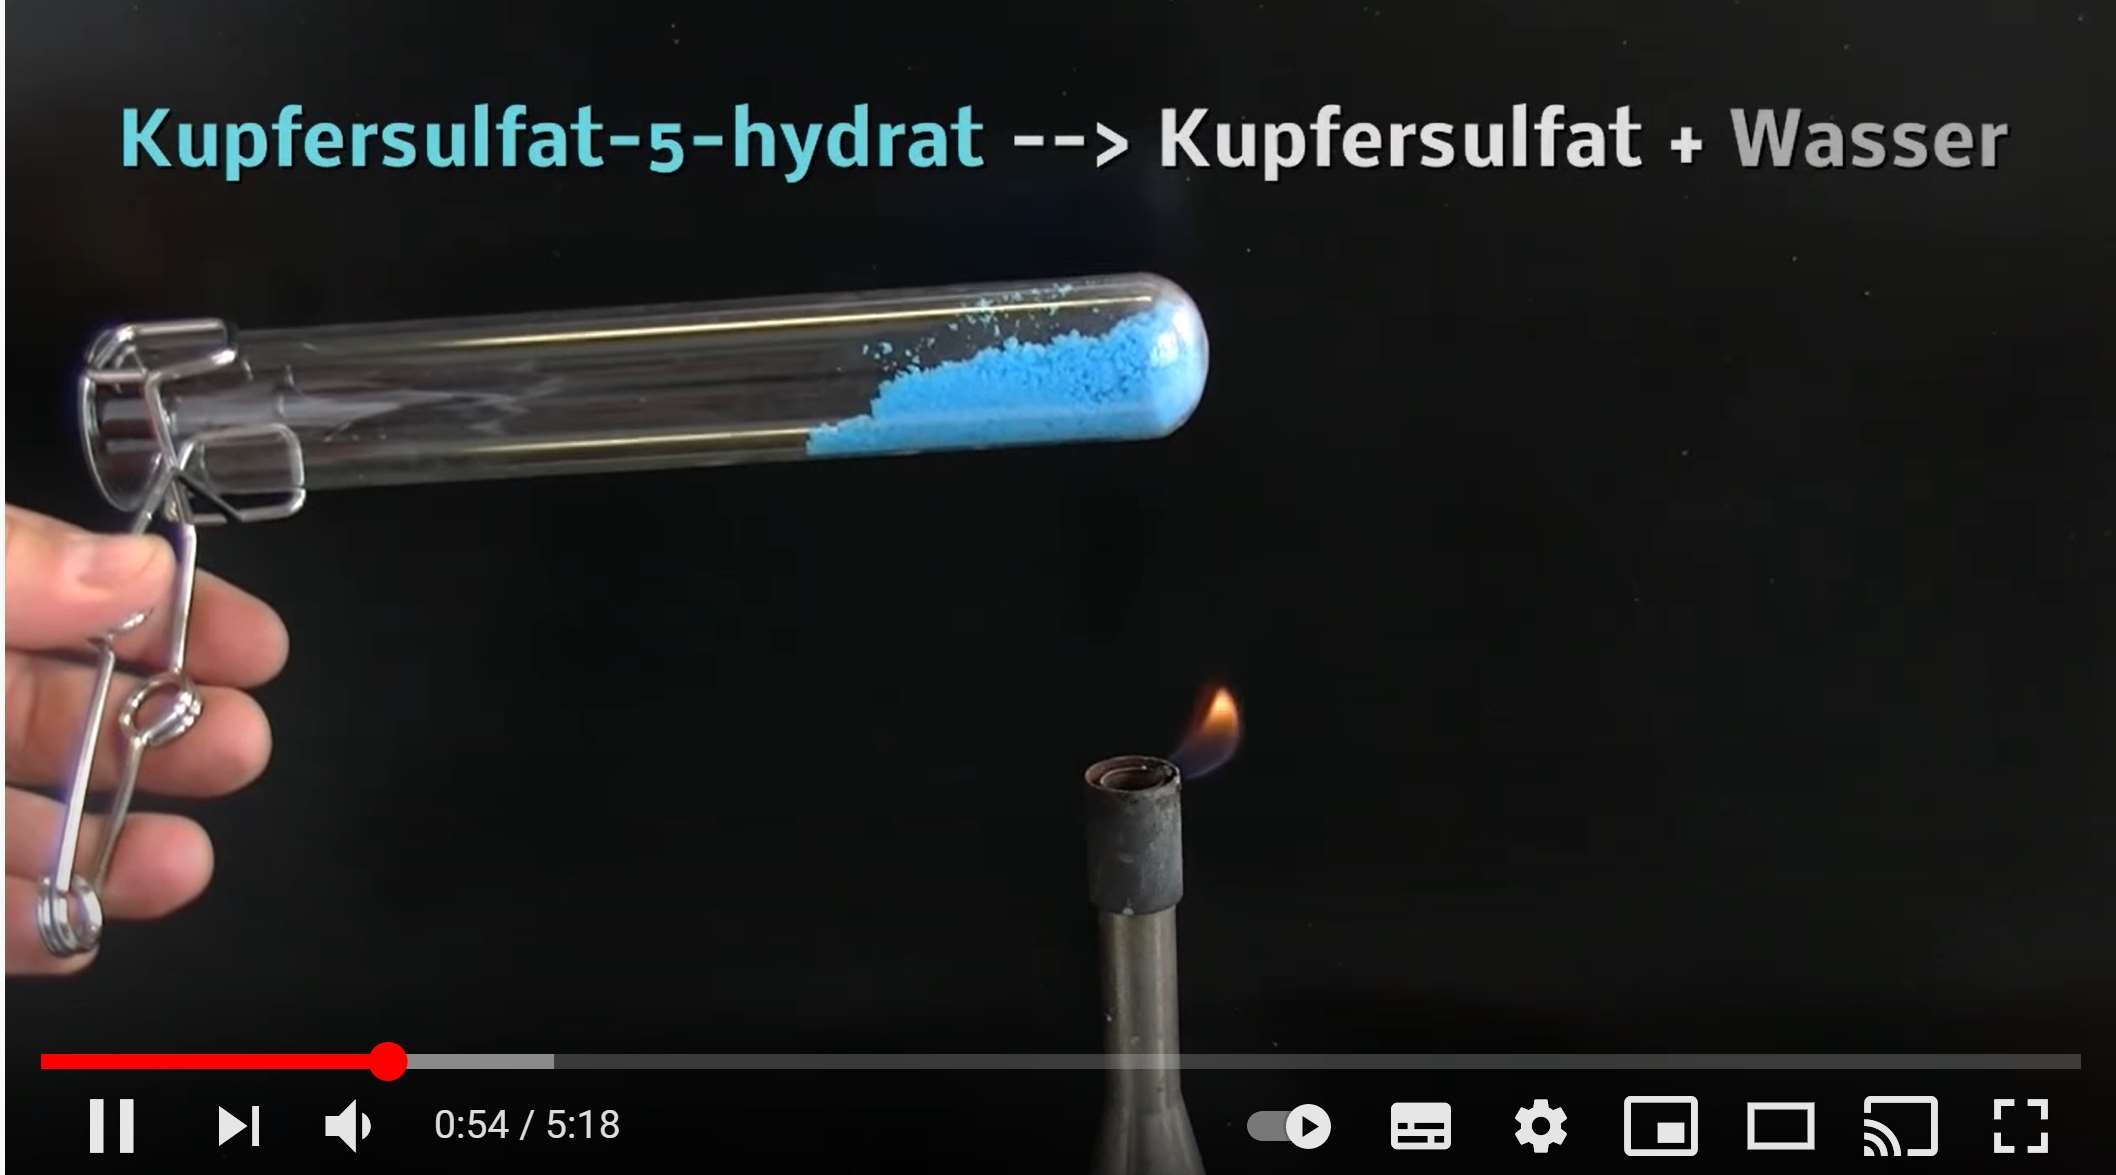 Kupfersulfat-5-hydrat --> Kupfersulfat + Wasser
0:54 / 5:18